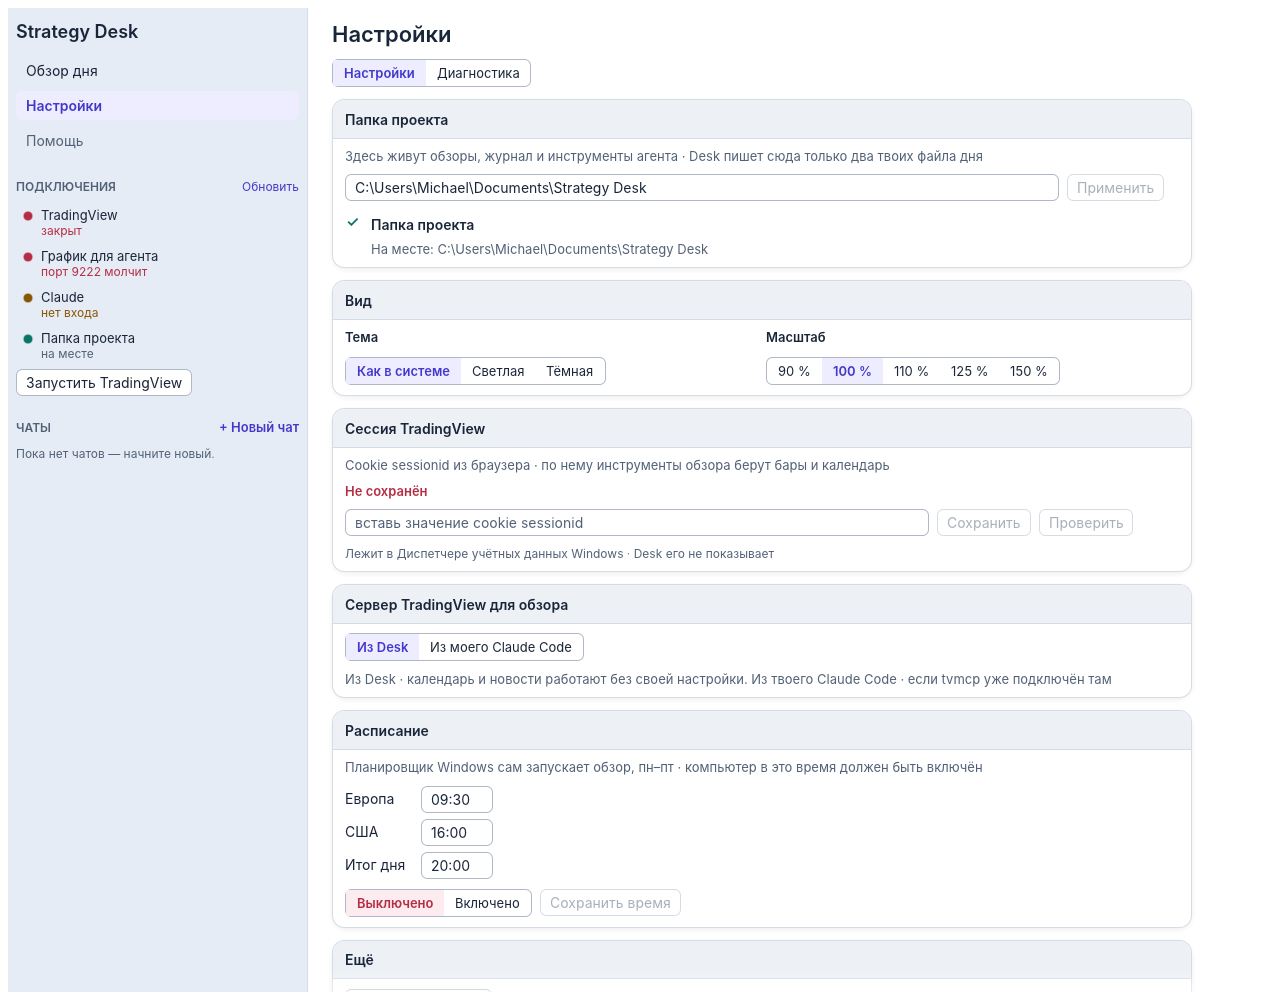 Strategy Desk
Обзор дня
Настройки
Помощь
ПОДКЛЮЧЕНИЯ
Обновить
TradingView
закрыт
График для агента
порт 9222 молчит
Claude
нет входа
Папка проекта
на месте
Запустить TradingView
ЧАТЫ
+ Новый чат
Пока нет чатов — начните новый.
Настройки
Настройки
Диагностика
Папка проекта
Здесь живут обзоры, журнал и инструменты агента · Desk пишет сюда только два твоих файла дня
C:\Users\Michael\Documents\Strategy Desk
Применить
Папка проекта
На месте: C:\Users\Michael\Documents\Strategy Desk
Вид
Тема
Масштаб
Как в системе
Светлая
Тёмная
90 %
100 %
110 %
125 %
150 %
Сессия TradingView
Cookie sessionid из браузера · по нему инструменты обзора берут бары и календарь
Не сохранён
вставь значение cookie sessionid
Сохранить
Проверить
Лежит в Диспетчере учётных данных Windows · Desk его не показывает
Сервер TradingView для обзора
Из Desk
Из моего Claude Code
Из Desk · календарь и новости работают без своей настройки. Из твоего Claude Code · если tvmcp уже подключён там
Расписание
Планировщик Windows сам запускает обзор, пн–пт · компьютер в это время должен быть включён
Европа
09:30
США
16:00
Итог дня
20:00
Выключено
Включено
Сохранить время
Ещё